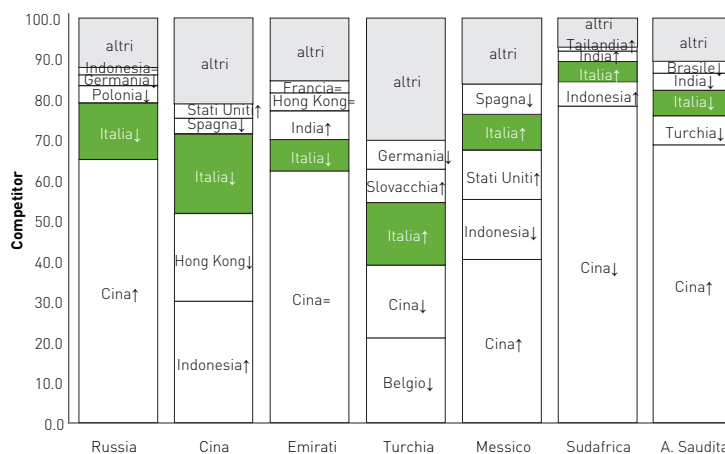 Competitor
100.0
90.0
80.0
70.0
60.0
50.0
40.0
30.0
20.0
10.0
0.0
altri
Indonesia=
Germania↓
Polonia↓
Italia↓
Cina↑
altri
Stati Uniti↑
Spagna↓
Italia↓
Hong Kong↓
Indonesia↑
altri
Francia=
Hong Kong=
India↑
Italia↓
Cina=
altri
Germania↓
Slovacchia↑
Italia↑
Cina↓
Belgio↓
altri
Spagna↓
Italia↑
Stati Uniti↑
Indonesia↓
Cina↑
altri
Tailandia↑
India↑
Italia↑
Indonesia↑
Cina↓
altri
Brasile↓
India↓
Italia↓
Turchia↓
Cina↑
Russia Cina Emirati Turchia Messico Sudafrica A. Saudita